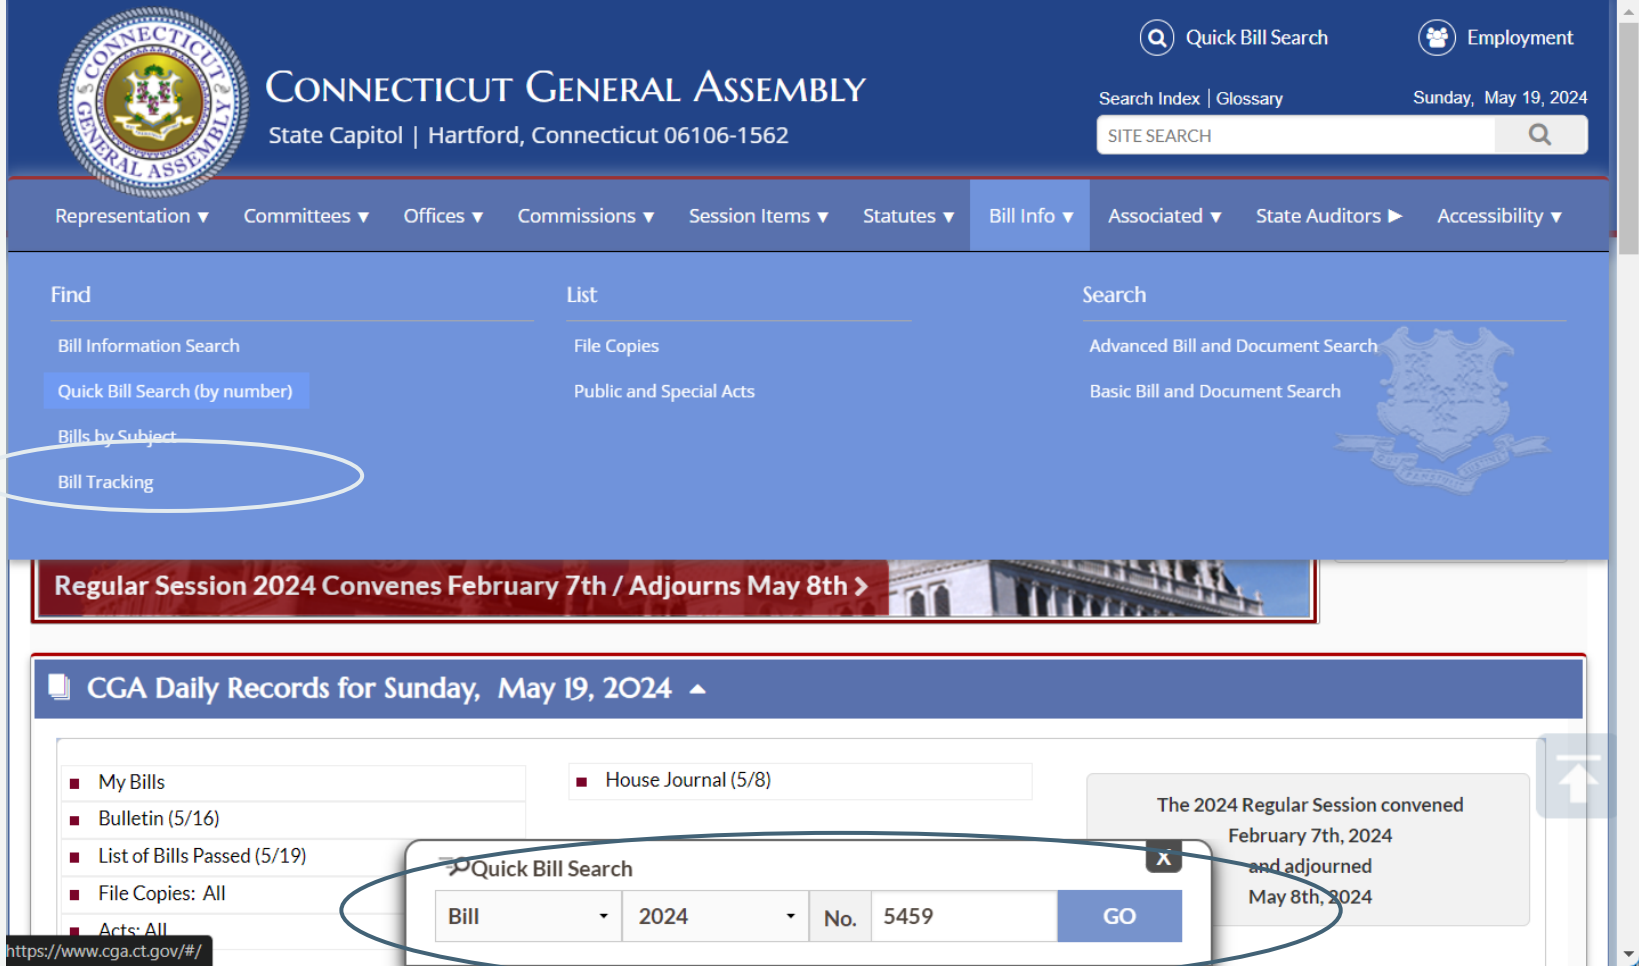 CONNECTICUT GENERAL ASSEMBLY
Quick Bill Search
Employment
CONNECTICUT GENERAL ASSEMBLY
State Capitol | Hartford, Connecticut 06106-1562
Search Index | Glossary
Sunday, May 19, 2024
SITE SEARCH
Representation ▼ Committees ▼ Offices ▼ Commissions ▼ Session Items ▼ Statutes ▼ Bill Info ▼ Associated ▼ State Auditors ▶ Accessibility ▼
Find
Bill Information Search
Quick Bill Search (by number)
Bills by Subject
Bill Tracking
List
File Copies
Public and Special Acts
Search
Advanced Bill and Document Search
Basic Bill and Document Search
Regular Session 2024 Convenes February 7th / Adjourns May 8th >
CGA Daily Records for Sunday, May 19, 2024
My Bills
Bulletin (5/16)
List of Bills Passed (5/19)
File Copies: All
Acts: All
House Journal (5/8)
The 2024 Regular Session convened
February 7th, 2024
and adjourned
May 8th, 2024
Quick Bill Search
X
Bill 2024 No. 5459 GO
https://www.cga.ct.gov/#/